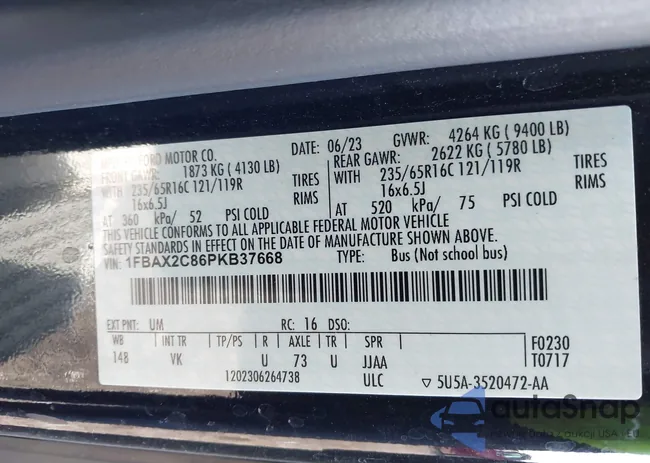 FORD MOTOR CO. DATE: 06/23 GVWR: 4264 KG ( 9400 LB)
FRONT GAWR: 1873 KG ( 4130 LB) REAR GAWR: 2622 KG ( 5780 LB)
WITH 235/65R16C 121/119R TIRES WITH 235/65R16C 121/119R TIRES
16x6.5J RIMS 16x6.5J RIMS
AT 360 kPa/ 52 PSI COLD AT 520 kPa/ 75 PSI COLD
THIS VEHICLE CONFORMS TO ALL APPLICABLE FEDERAL MOTOR VEHICLE
SAFETY STANDARDS IN EFFECT ON THE DATE OF MANUFACTURE SHOWN ABOVE.
VIN: 1FBAX2C86PKB37668 TYPE: Bus (Not school bus)
EXT PNT: UM RC: 16 DSO:
WB INT TR TP/PS R AXLE TR SPR F0230
148 VK U 73 U JJAA T0717
1202306264738 ULC ▽ 5U5A-3520472-AA
autoSnap
aukcji USA